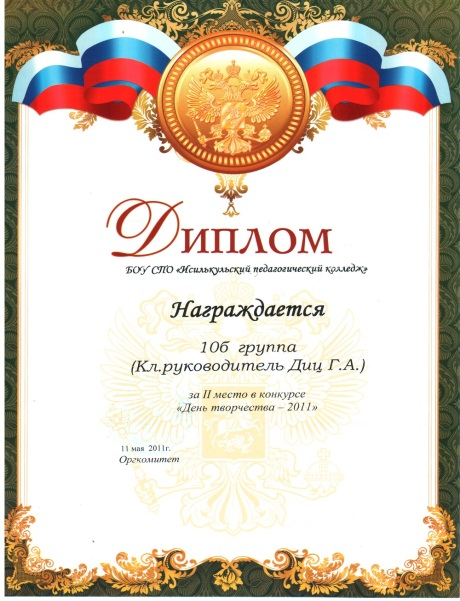 Диплом
БОУ СПО «Исилькульский педагогический колледж»
Награждается
10б группа
(Кл.руководитель Диц Г.А.)
за II место в конкурсе
«День творчества – 2011»
11 мая 2011г.
Оргкомитет